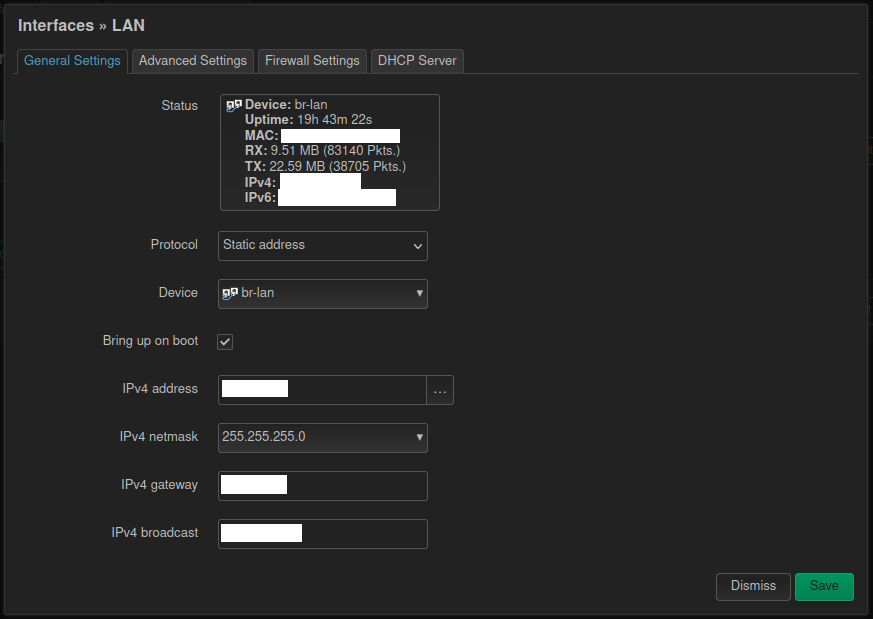 Interfaces » LAN
General Settings Advanced Settings Firewall Settings DHCP Server
Status
Device: br-lan
Uptime: 19h 43m 22s
MAC:
RX: 9.51 MB (83140 Pkts.)
TX: 22.59 MB (38705 Pkts.)
IPv4:
IPv6:
Protocol Static address
Device br-lan
Bring up on boot
IPv4 address ...
IPv4 netmask 255.255.255.0
IPv4 gateway
IPv4 broadcast
Dismiss Save